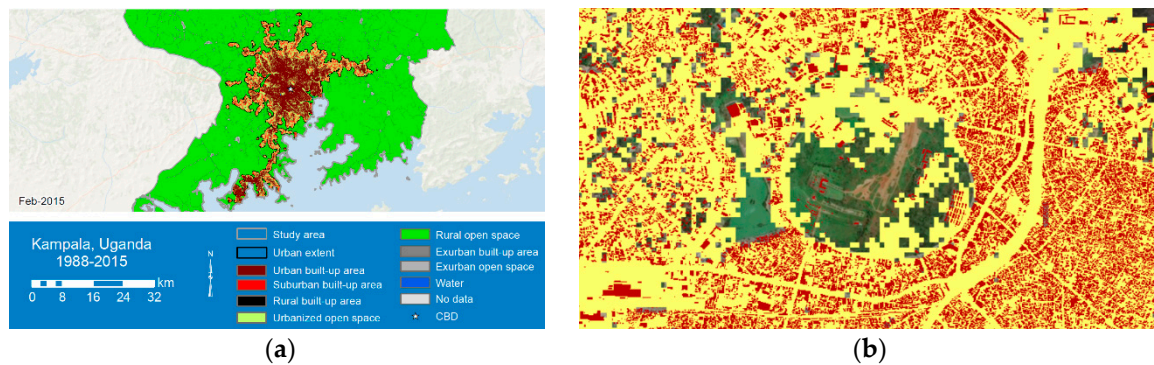 Feb-2015
Kampala, Uganda
1988-2015
km
0 8 16 24 32
Study area
Urban extent
Urban built-up area
Suburban built-up area
Rural built-up area
Urbanized open space
Rural open space
Exurban built-up area
Exurban open space
Water
No data
CBD
(a)
(b)